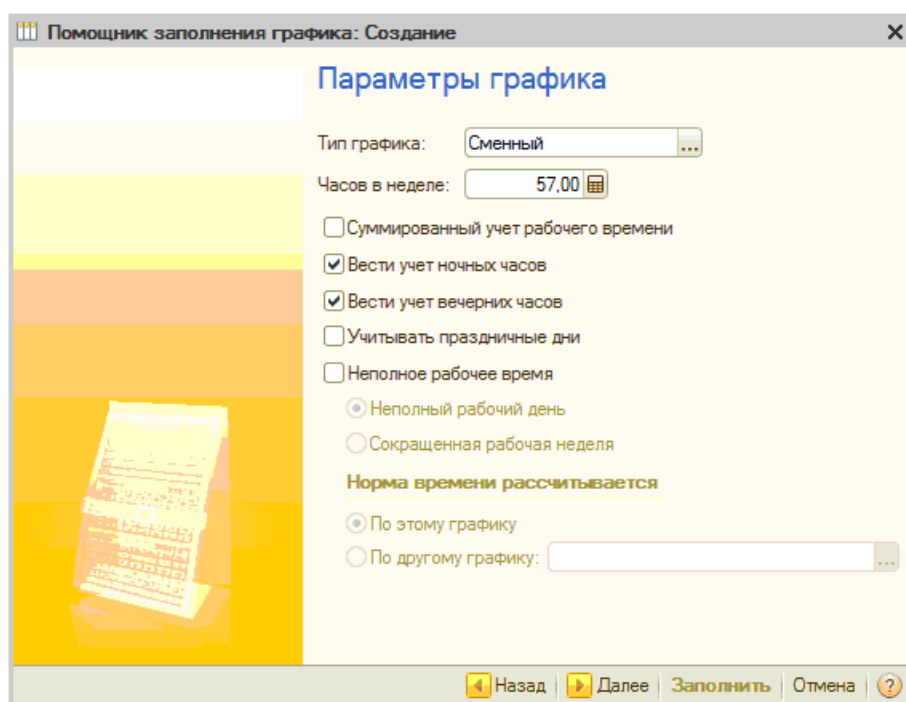 Помощник заполнения графика: Создание
Параметры графика
Тип графика: Сменный ...
Часов в неделе: 57,00
Суммированный учет рабочего времени
Вести учет ночных часов
Вести учет вечерних часов
Учитывать праздничные дни
Неполное рабочее время
Неполный рабочий день
Сокращенная рабочая неделя
Норма времени рассчитывается
По этому графику
По другому графику: ...
Назад Далее Заполнить Отмена ?